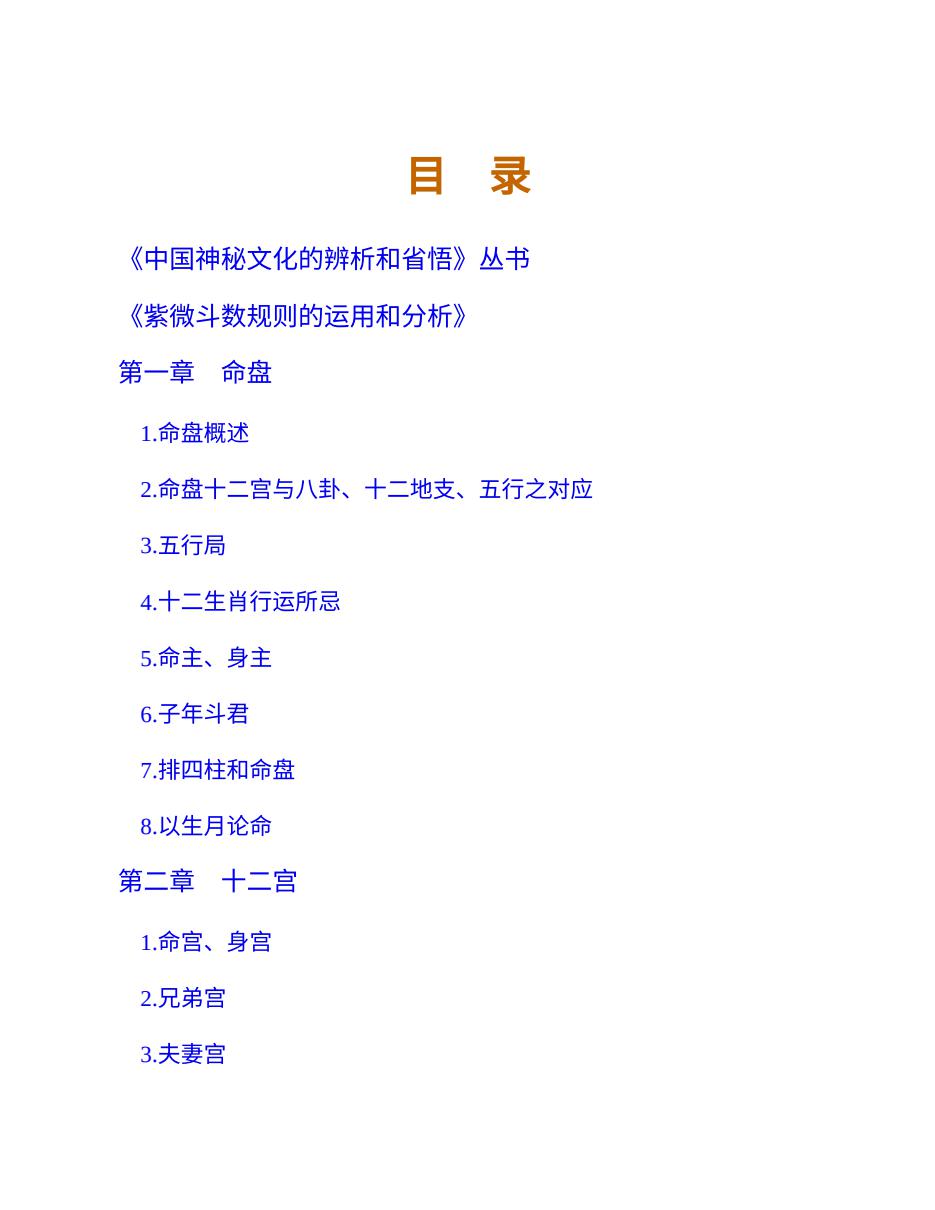 目　录
《中国神秘文化的辨析和省悟》丛书
《紫微斗数规则的运用和分析》
第一章　命盘
1.命盘概述
2.命盘十二宫与八卦、十二地支、五行之对应
3.五行局
4.十二生肖行运所忌
5.命主、身主
6.子年斗君
7.排四柱和命盘
8.以生月论命
第二章　十二宫
1.命宫、身宫
2.兄弟宫
3.夫妻宫